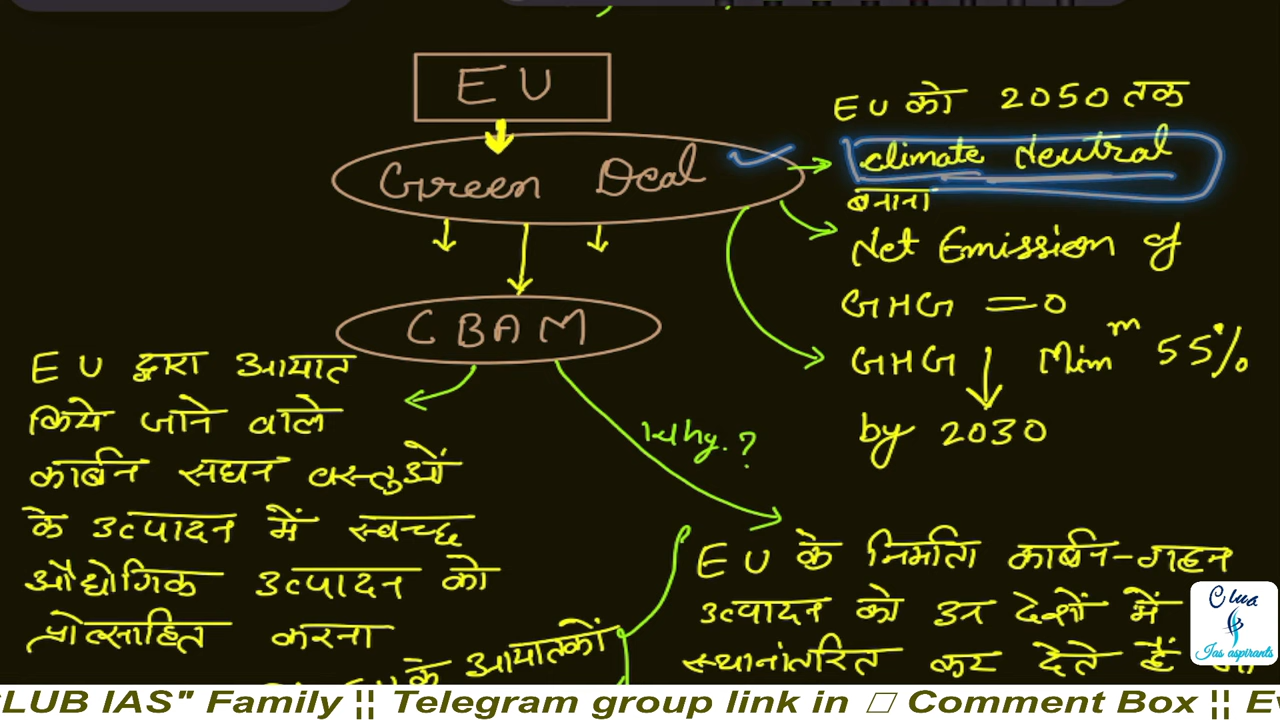 EU
Green Deal
EU को 2050 तक
climate Neutral
बनाना
Net Emission of
GHG = 0
GHG ↓ Minᵐ 55%
by 2030
CBAM
EU द्वारा आयात
किये जाने वाले
कार्बन सघन वस्तुओं
के उत्पादन में स्वच्छ
औद्योगिक उत्पादन को
प्रोत्साहित करना
Why.?
EU के निर्माता कार्बन-गहन
उत्पादन को उन देशों में
स्थानांतरित कर देते हैं
के आयातकों
Clua
Ias aspirants
CLUB IAS" Family ¦¦ Telegram group link in □ Comment Box ¦¦